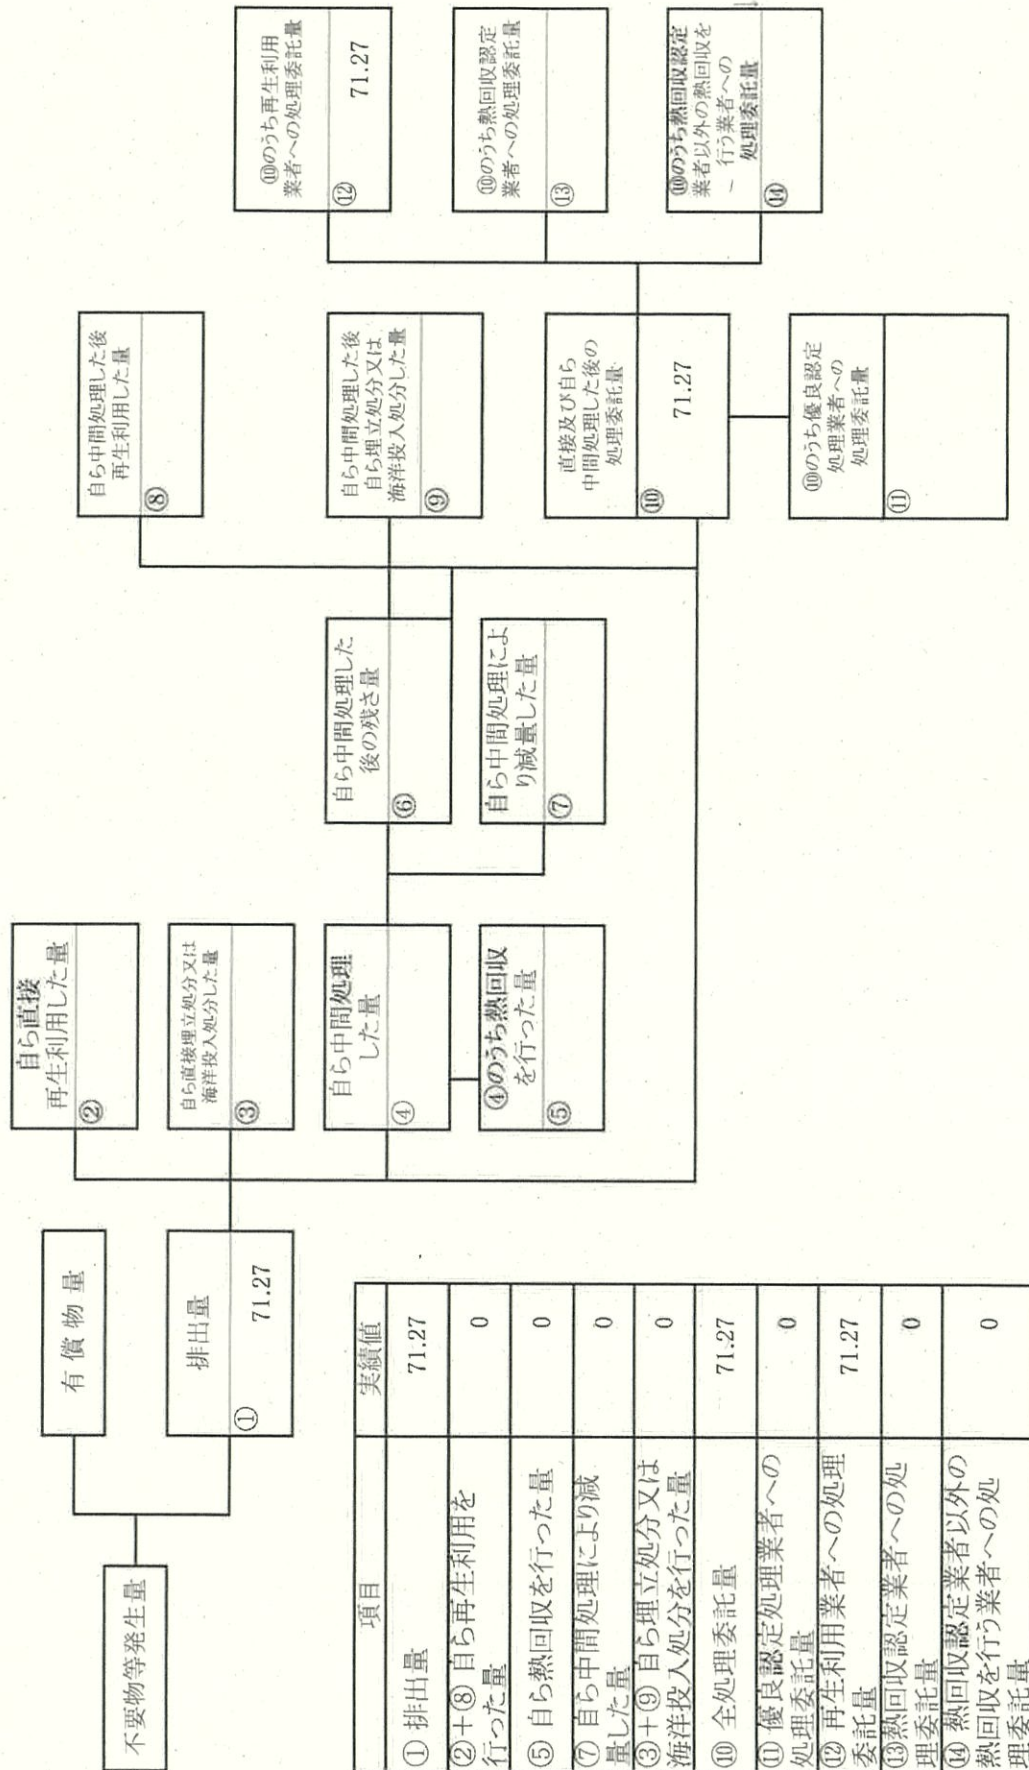 不要物等発生量
有償物量
排出量
①
71.27
自ら直接
再生利用した量
②
自ら直接埋立処分又は
海洋投入処分した量
③
自ら中間処理
した量
④
④のうち熱回収
を行った量
⑤
自ら中間処理した
後の残さ量
⑥
自ら中間処理によ
り減量した量
⑦
自ら中間処理した後
再生利用した量
⑧
自ら中間処理した後
自ら埋立処分又は
海洋投入処分した量
⑨
直接及び自ら
中間処理した後の
処理委託量
⑩
71.27
⑩のうち優良認定
処理業者への
処理委託量
⑪
⑩のうち再生利用
業者への処理委託量
⑫
71.27
⑩のうち熱回収認定
業者への処理委託量
⑬
⑩のうち熱回収認定
業者以外の熱回収を
行う業者への
処理委託量
⑭
項目 実績値
①排出量 71.27
②+⑧ 自ら再生利用を
行った量 0
⑤ 自ら熱回収を行った量 0
⑦ 自ら中間処理により減
量した量 0
③+⑨ 自ら埋立処分又は
海洋投入処分を行った量 0
⑩ 全処理委託量 71.27
⑪ 優良認定処理業者への
処理委託量 0
⑫ 再生利用業者への処理
委託量 71.27
⑬熱回収認定業者への処
理委託量 0
⑭ 熱回収認定業者以外の
熱回収を行う業者への処
理委託量 0